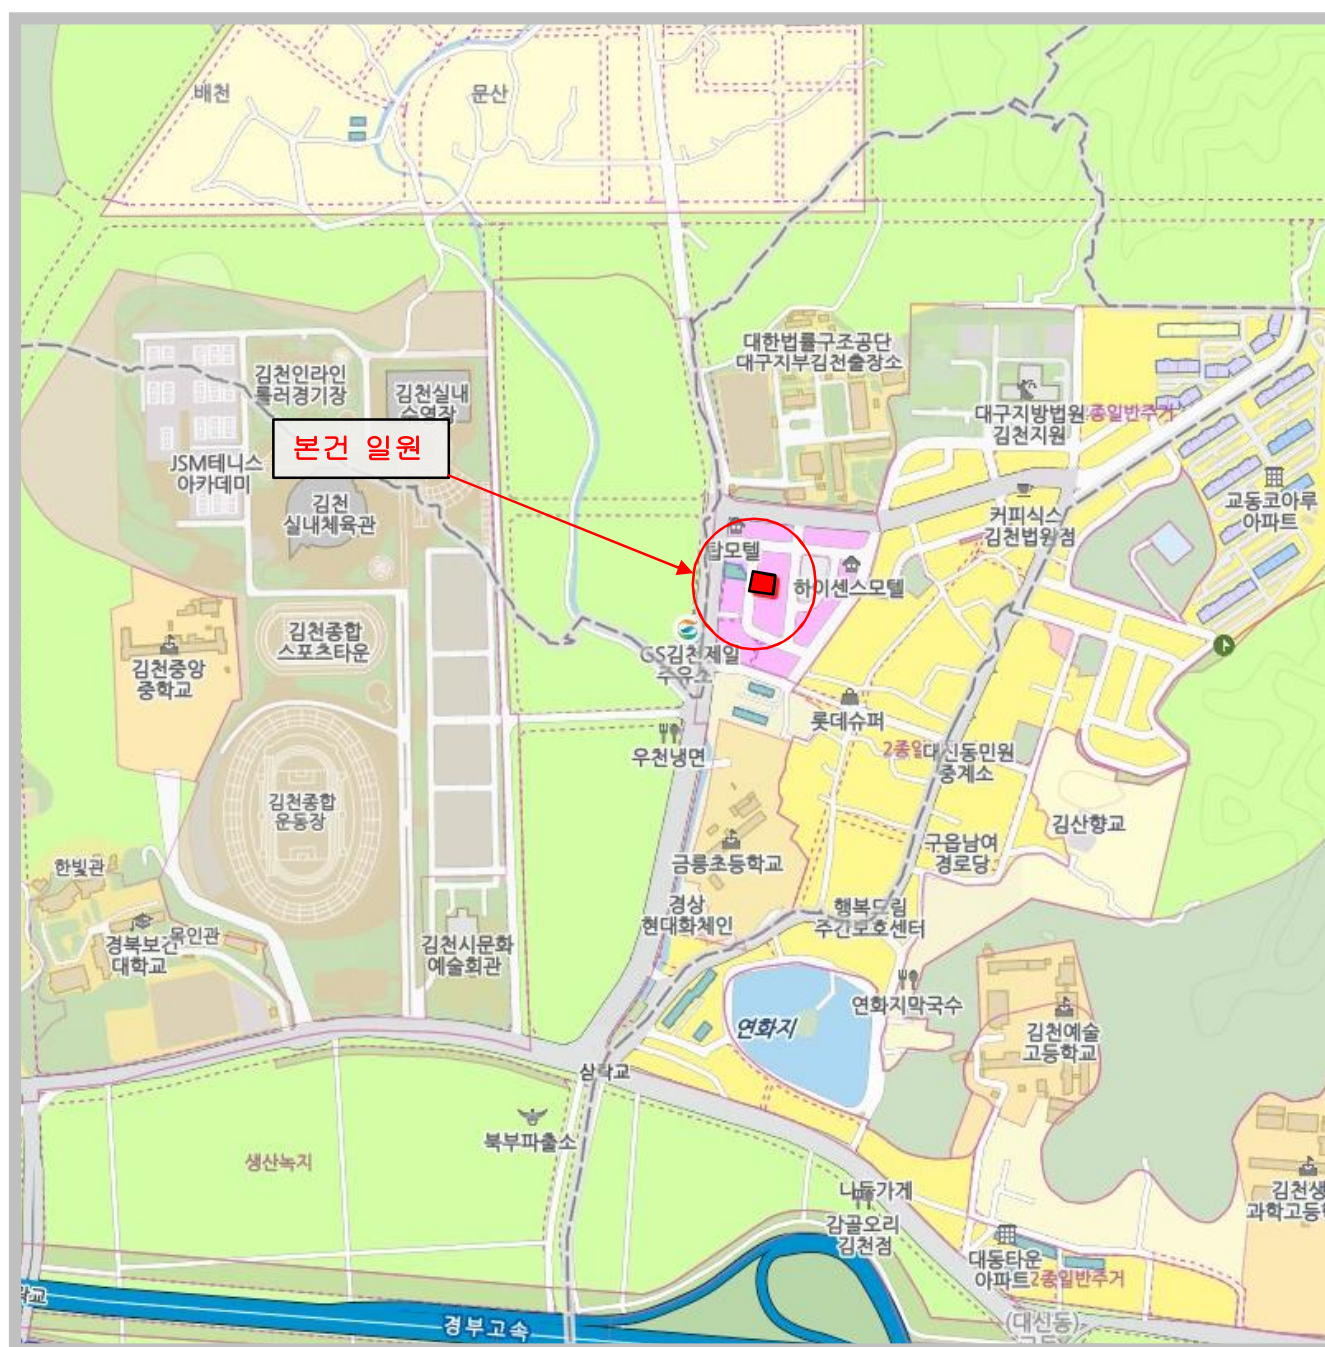 배천
문산
대한법률구조공단
대구지부김천출장소
김천인라인
롤러경기장
김천실내
수영장
대구지방법원
김천지원
2종일반주거
본건 일원
JSM테니스
아카데미
김천
실내체육관
교동코아루
아파트
커피식스
김천법원점
탑모텔
하이센스모텔
김천종합
스포츠타운
GS김천제일
주유소
김천중앙
중학교
롯데슈퍼
우천냉면
2종일
대신동민원
중계소
김천종합
운동장
김산향교
구읍남여
경로당
금릉초등학교
한빛관
경상
현대화체인
행복드림
주간보호센터
목인관
경북보건
대학교
김천시문화
예술회관
연화지막국수
연화지
김천예술
고등학교
삼락교
북부파출소
생산녹지
나들가게
김천생
과학고등학
감골오리
김천점
대동타운
아파트
2종일반주거
락교
경부고속
(대신동)